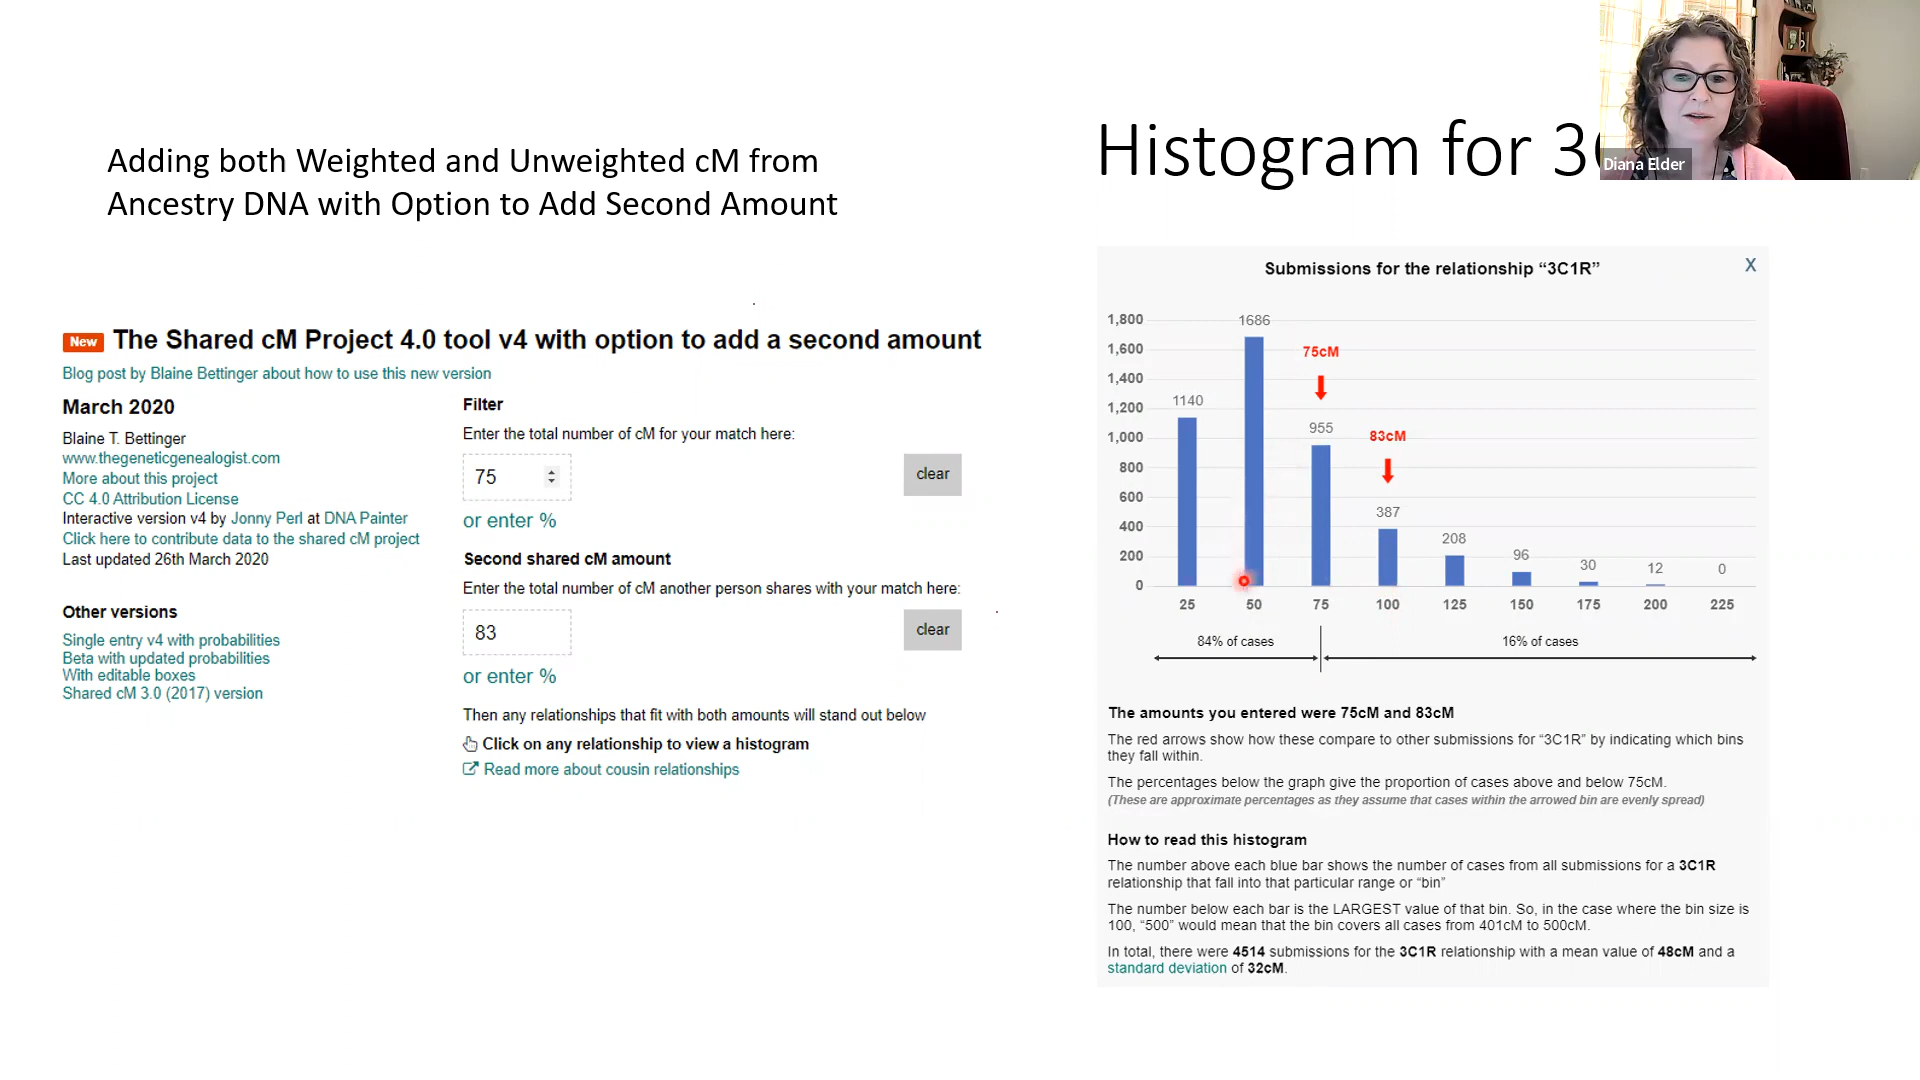 Adding both Weighted and Unweighted cM from
Ancestry DNA with Option to Add Second Amount
New The Shared cM Project 4.0 tool v4 with option to add a second amount
Blog post by Blaine Bettinger about how to use this new version
March 2020
Blaine T. Bettinger
www.thegeneticgenealogist.com
More about this project
CC 4.0 Attribution License
Interactive version v4 by Jonny Perl at DNA Painter
Click here to contribute data to the shared cM project
Last updated 26th March 2020
Other versions
Single entry v4 with probabilities
Beta with updated probabilities
With editable boxes
Shared cM 3.0 (2017) version
Filter
Enter the total number of cM for your match here:
75
clear
or enter %
Second shared cM amount
Enter the total number of cM another person shares with your match here:
83
clear
or enter %
Then any relationships that fit with both amounts will stand out below
Click on any relationship to view a histogram
Read more about cousin relationships
Histogram for 3
Diana Elder
Submissions for the relationship “3C1R”
X
1,800
1,600
1,400
1,200
1,000
800
600
400
200
0
1140
1686
75cM
955
83cM
387
208
96
30
12
0
25 50 75 100 125 150 175 200 225
84% of cases
16% of cases
The amounts you entered were 75cM and 83cM
The red arrows show how these compare to other submissions for “3C1R” by indicating which bins
they fall within.
The percentages below the graph give the proportion of cases above and below 75cM.
(These are approximate percentages as they assume that cases within the arrowed bin are evenly spread)
How to read this histogram
The number above each blue bar shows the number of cases from all submissions for a 3C1R
relationship that fall into that particular range or “bin”
The number below each bar is the LARGEST value of that bin. So, in the case where the bin size is
100, “500” would mean that the bin covers all cases from 401cM to 500cM.
In total, there were 4514 submissions for the 3C1R relationship with a mean value of 48cM and a
standard deviation of 32cM.